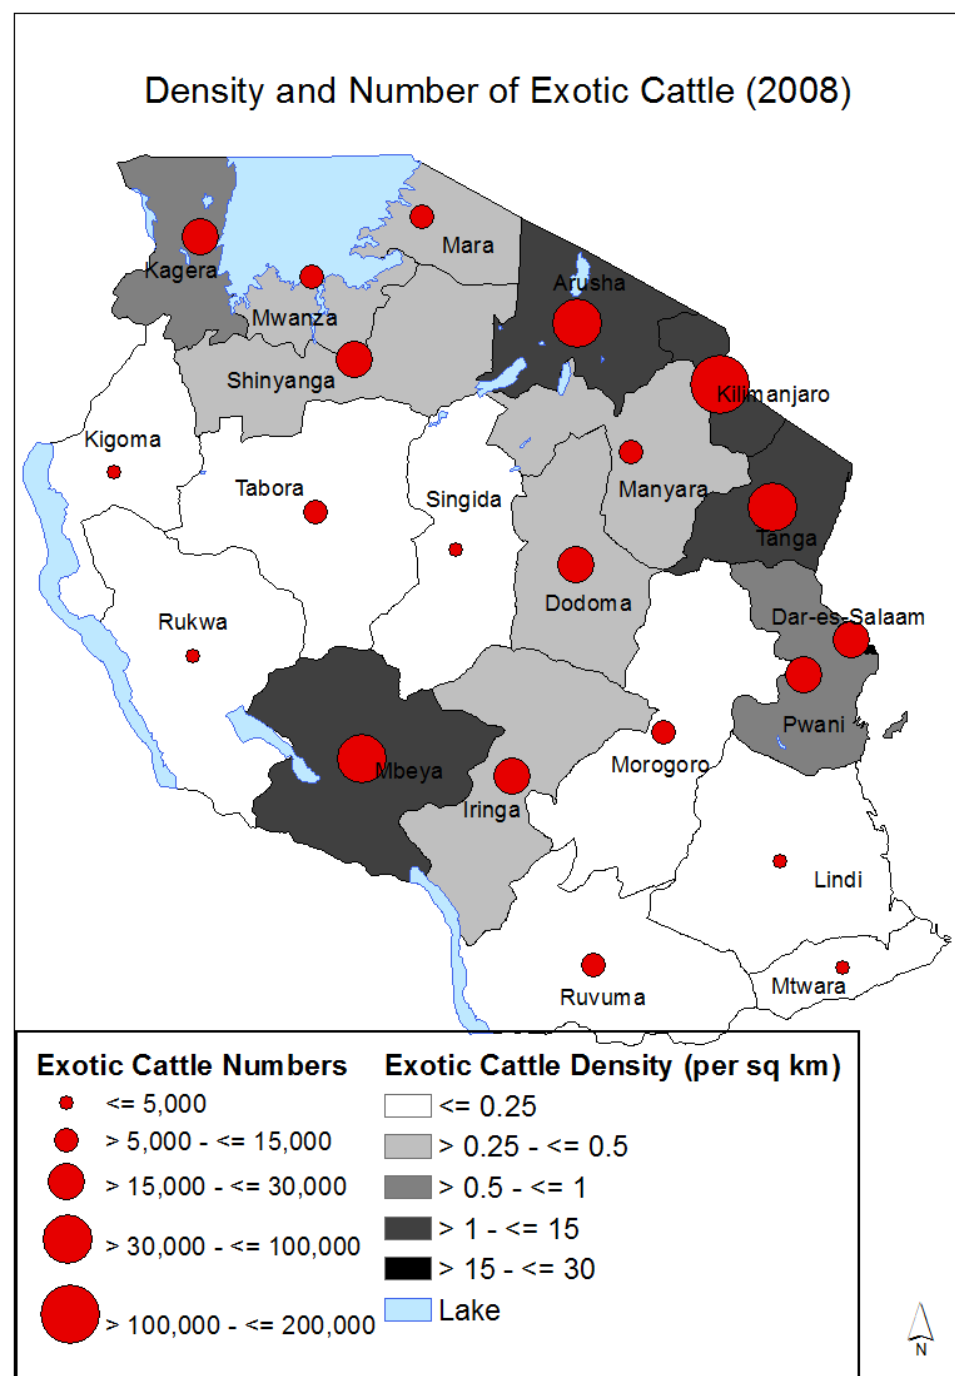 Density and Number of Exotic Cattle (2008)
Mara
Kagera
Arusha
Mwanza
Shinyanga
Kilimanjaro
Kigoma
Tabora
Singida
Manyara
Tanga
Dodoma
Rukwa
Dar-es-Salaam
Pwani
Mbeya
Morogoro
Iringa
Lindi
Mtwara
Ruvuma
Exotic Cattle Numbers
<= 5,000
> 5,000 - <= 15,000
> 15,000 - <= 30,000
> 30,000 - <= 100,000
> 100,000 - <= 200,000
Exotic Cattle Density (per sq km)
<= 0.25
> 0.25 - <= 0.5
> 0.5 - <= 1
> 1 - <= 15
> 15 - <= 30
Lake
N